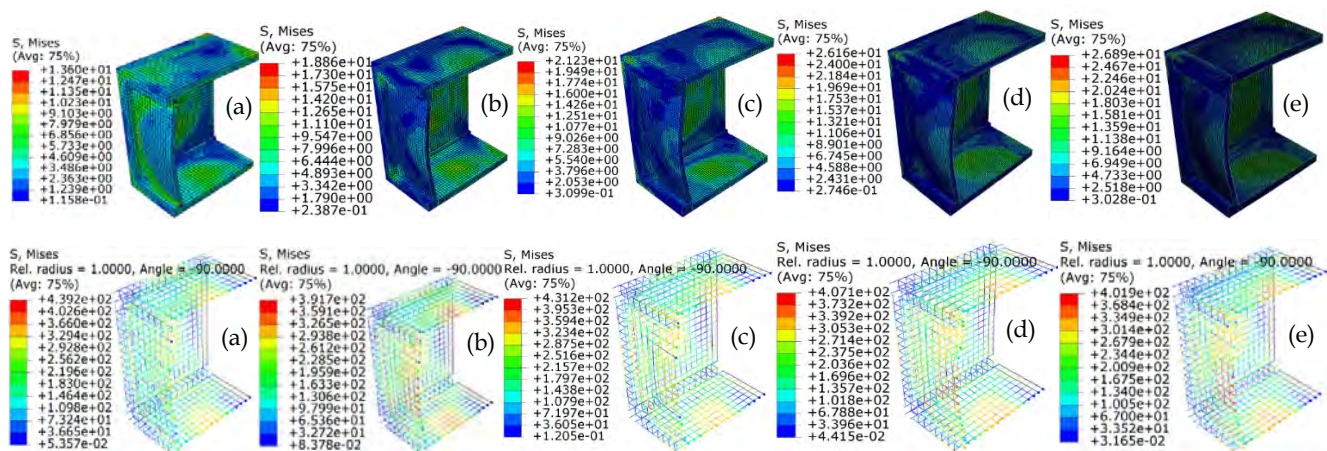 S, Mises
(Avg: 75%)
+1.360e+01
+1.247e+01
+1.135e+01
+1.023e+01
+9.103e+00
+7.979e+00
+6.856e+00
+5.733e+00
+4.609e+00
+3.486e+00
+2.363e+00
+1.239e+00
+1.158e-01
(a)
S, Mises
(Avg: 75%)
+1.886e+01
+1.730e+01
+1.575e+01
+1.420e+01
+1.265e+01
+1.110e+01
+9.547e+00
+7.996e+00
+6.444e+00
+4.893e+00
+3.342e+00
+1.790e+00
+2.387e-01
(b)
S, Mises
(Avg: 75%)
+2.123e+01
+1.949e+01
+1.774e+01
+1.600e+01
+1.426e+01
+1.251e+01
+1.077e+01
+9.026e+00
+7.283e+00
+5.540e+00
+3.796e+00
+2.053e+00
+3.099e-01
(c)
S, Mises
(Avg: 75%)
+2.616e+01
+2.400e+01
+2.184e+01
+1.969e+01
+1.753e+01
+1.537e+01
+1.321e+01
+1.106e+01
+8.901e+00
+6.745e+00
+4.588e+00
+2.431e+00
+2.746e-01
(d)
S, Mises
(Avg: 75%)
+2.689e+01
+2.467e+01
+2.246e+01
+2.024e+01
+1.803e+01
+1.581e+01
+1.359e+01
+1.138e+01
+9.164e+00
+6.949e+00
+4.733e+00
+2.518e+00
+3.028e-01
(e)
S, Mises
Rel. radius = 1.0000, Angle = -90.0000
(Avg: 75%)
+4.392e+02
+4.026e+02
+3.660e+02
+3.294e+02
+2.928e+02
+2.562e+02
+2.196e+02
+1.830e+02
+1.464e+02
+1.098e+02
+7.324e+01
+3.665e+01
+5.357e-02
(a)
S, Mises
Rel. radius = 1.0000, Angle = -90.0000
(Avg: 75%)
+3.917e+02
+3.591e+02
+3.265e+02
+2.938e+02
+2.612e+02
+2.285e+02
+1.959e+02
+1.633e+02
+1.306e+02
+9.799e+01
+6.536e+01
+3.272e+01
+8.378e-02
(b)
S, Mises
Rel. radius = 1.0000, Angle = -90.0000
(Avg: 75%)
+4.312e+02
+3.953e+02
+3.594e+02
+3.234e+02
+2.875e+02
+2.516e+02
+2.157e+02
+1.797e+02
+1.438e+02
+1.079e+02
+7.197e+01
+3.605e+01
+1.205e-01
(c)
S, Mises
Rel. radius = 1.0000, Angle = -90.0000
(Avg: 75%)
+4.071e+02
+3.732e+02
+3.392e+02
+3.053e+02
+2.714e+02
+2.375e+02
+2.036e+02
+1.696e+02
+1.357e+02
+1.018e+02
+6.788e+01
+3.396e+01
+4.415e-02
(d)
S, Mises
Rel. radius = 1.0000, Angle = -90.0000
(Avg: 75%)
+4.019e+02
+3.684e+02
+3.349e+02
+3.014e+02
+2.679e+02
+2.344e+02
+2.009e+02
+1.675e+02
+1.340e+02
+1.005e+02
+6.700e+01
+3.352e+01
+3.165e-02
(e)